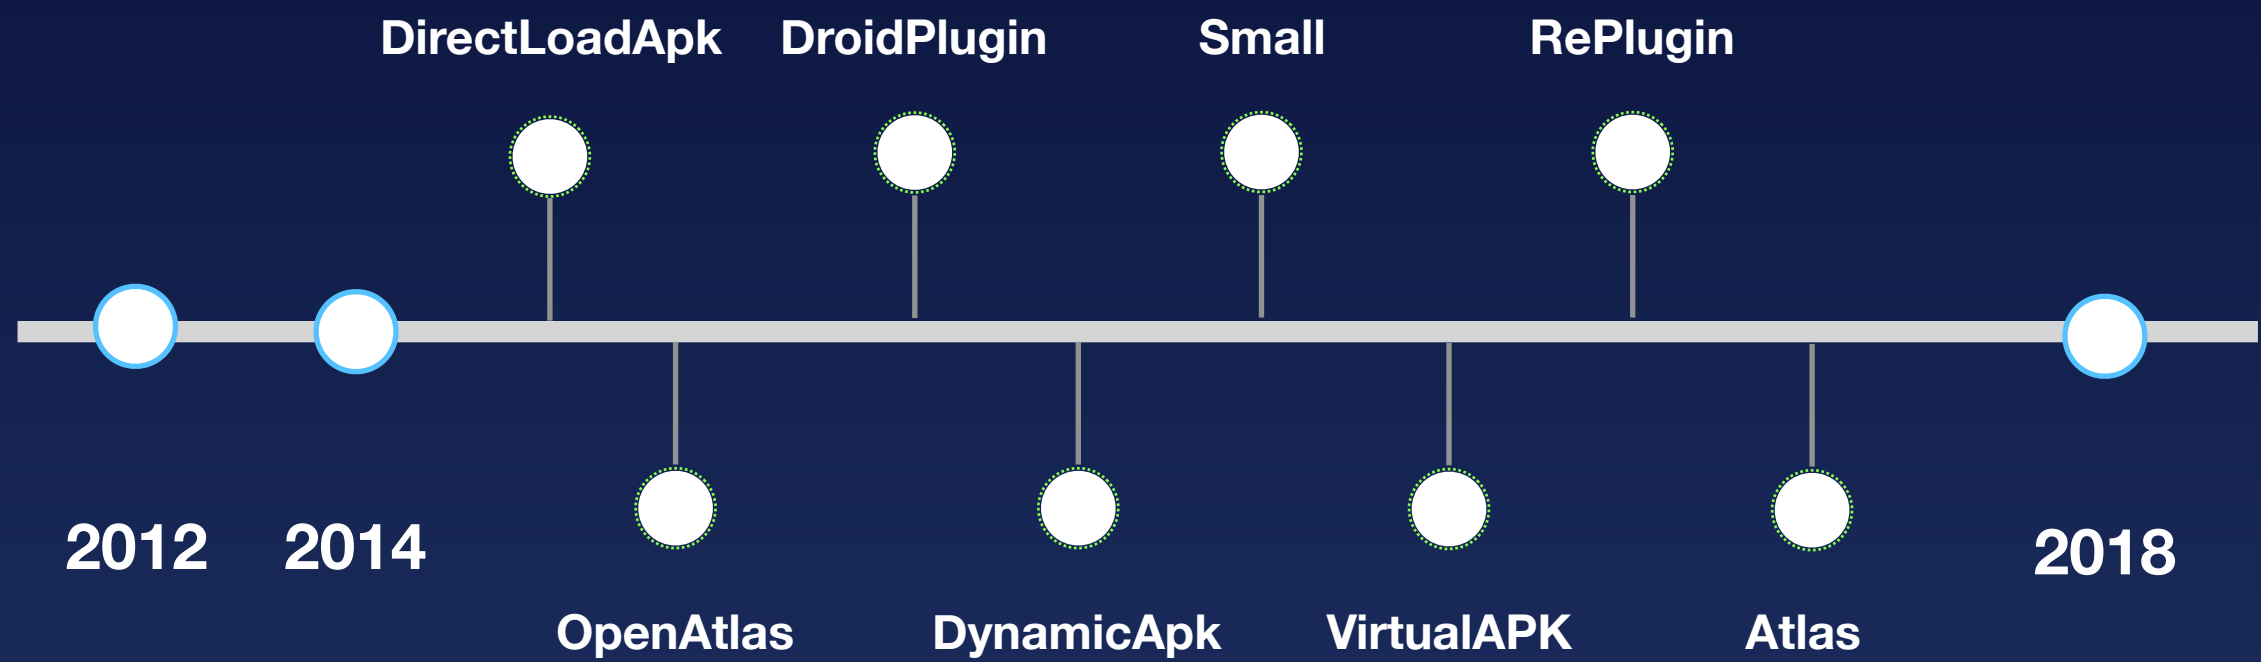 DirectLoadApk
DroidPlugin
Small
RePlugin
2012
2014
2018
OpenAtlas
DynamicApk
VirtualAPK
Atlas